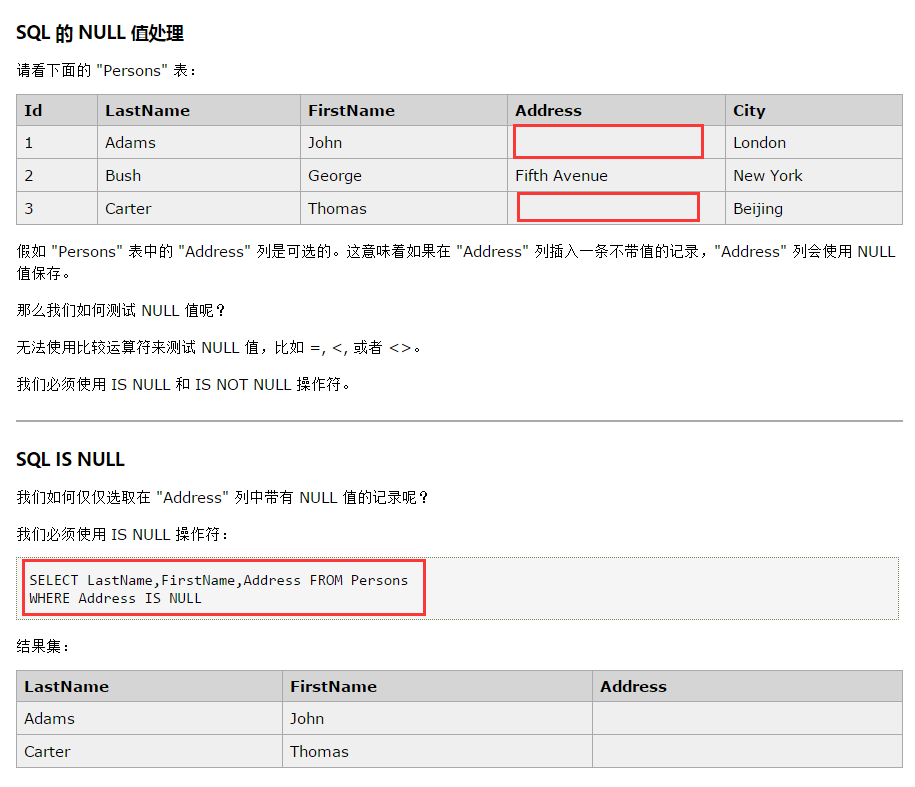 SQL 的 NULL 值处理
请看下面的 "Persons" 表：
Id LastName FirstName Address City
1 Adams John London
2 Bush George Fifth Avenue New York
3 Carter Thomas Beijing
假如 "Persons" 表中的 "Address" 列是可选的。这意味着如果在 "Address" 列插入一条不带值的记录，"Address" 列会使用 NULL
值保存。
那么我们如何测试 NULL 值呢？
无法使用比较运算符来测试 NULL 值，比如 =, <, 或者 <>。
我们必须使用 IS NULL 和 IS NOT NULL 操作符。
SQL IS NULL
我们如何仅仅选取在 "Address" 列中带有 NULL 值的记录呢？
我们必须使用 IS NULL 操作符：
SELECT LastName,FirstName,Address FROM Persons
WHERE Address IS NULL
结果集：
LastName FirstName Address
Adams John
Carter Thomas